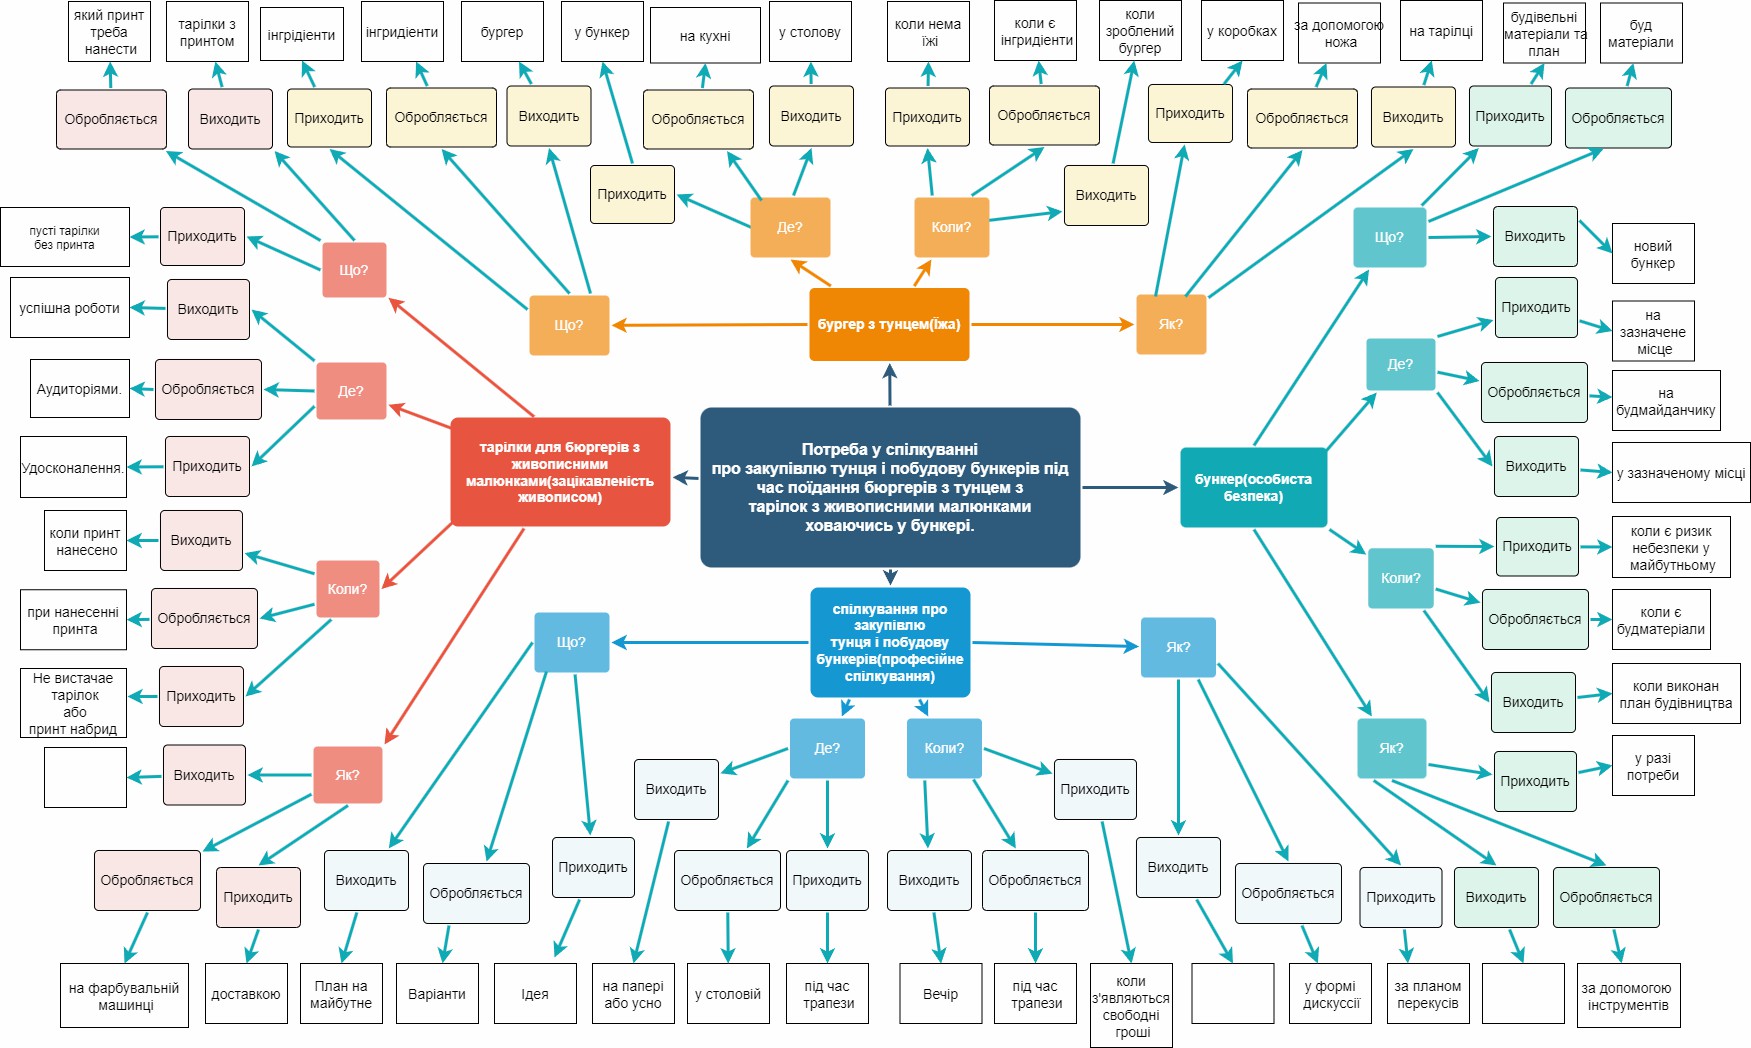 який принт
треба
нанести
тарілки з
принтом
інгрідієнти
інгридієнти
бургер
у бункер
на кухні
у столову
коли нема
їжі
коли є
інгридієнти
коли
зроблений
бургер
у коробках
за допомогою
ножа
на тарілці
будівельні
матеріали та
план
буд
матеріали
Обробляється
Виходить
Приходить
Обробляється
Виходить
Обробляється
Виходить
Приходить
Обробляється
Приходить
Обробляється
Виходить
Приходить
Обробляється
Приходить
Виходить
пусті тарілки
без принта
Приходить
Що?
Де?
Коли?
Що?
Виходить
новий
бункер
успішна роботи
Виходить
Що?
бургер з тунцем(Їжа)
Як?
Приходить
на
зазначене
місце
Аудиторіями.
Обробляється
Де?
Де?
Обробляється
на
будмайданчику
Удосконалення.
Приходить
тарілки для бюргерів з
живописними
малюнками(зацікавленість
живописом)
Потреба у спілкуванні
про закупівлю тунця і побудову бункерів під
час поїдання бюргерів з тунцем з
тарілок з живописними малюнками
ховаючись у бункері.
бункер(особиста
безпека)
Виходить
у зазначеному місці
коли принт
нанесено
Виходить
Коли?
Коли?
Приходить
коли є ризик
небезпеки у
майбутньому
при нанесенні
принта
Обробляється
Обробляється
коли є
будматеріали
Не вистачае
тарілок
або
принт набрид
Приходить
Що?
спілкування про
закупівлю
тунця і побудову
бункерів(професійне
спілкування)
Як?
Виходить
коли виконан
план будівництва
Виходить
Як?
Де?
Коли?
Як?
Приходить
у разі
потреби
Виходить
Приходить
Обробляється
Приходить
Виходить
Обробляється
Приходить
Обробляється
Приходить
Виходить
Обробляється
Виходить
Обробляється
Приходить
Виходить
Обробляється
на фарбувальній
машинці
доставкою
План на
майбутне
Варіанти
Ідея
на папері
або усно
у столовій
під час
трапези
Вечір
під час
трапези
коли
з'являються
свободні
гроші
у формі
дискуссії
за планом
перекусів
за допомогою
інструментів